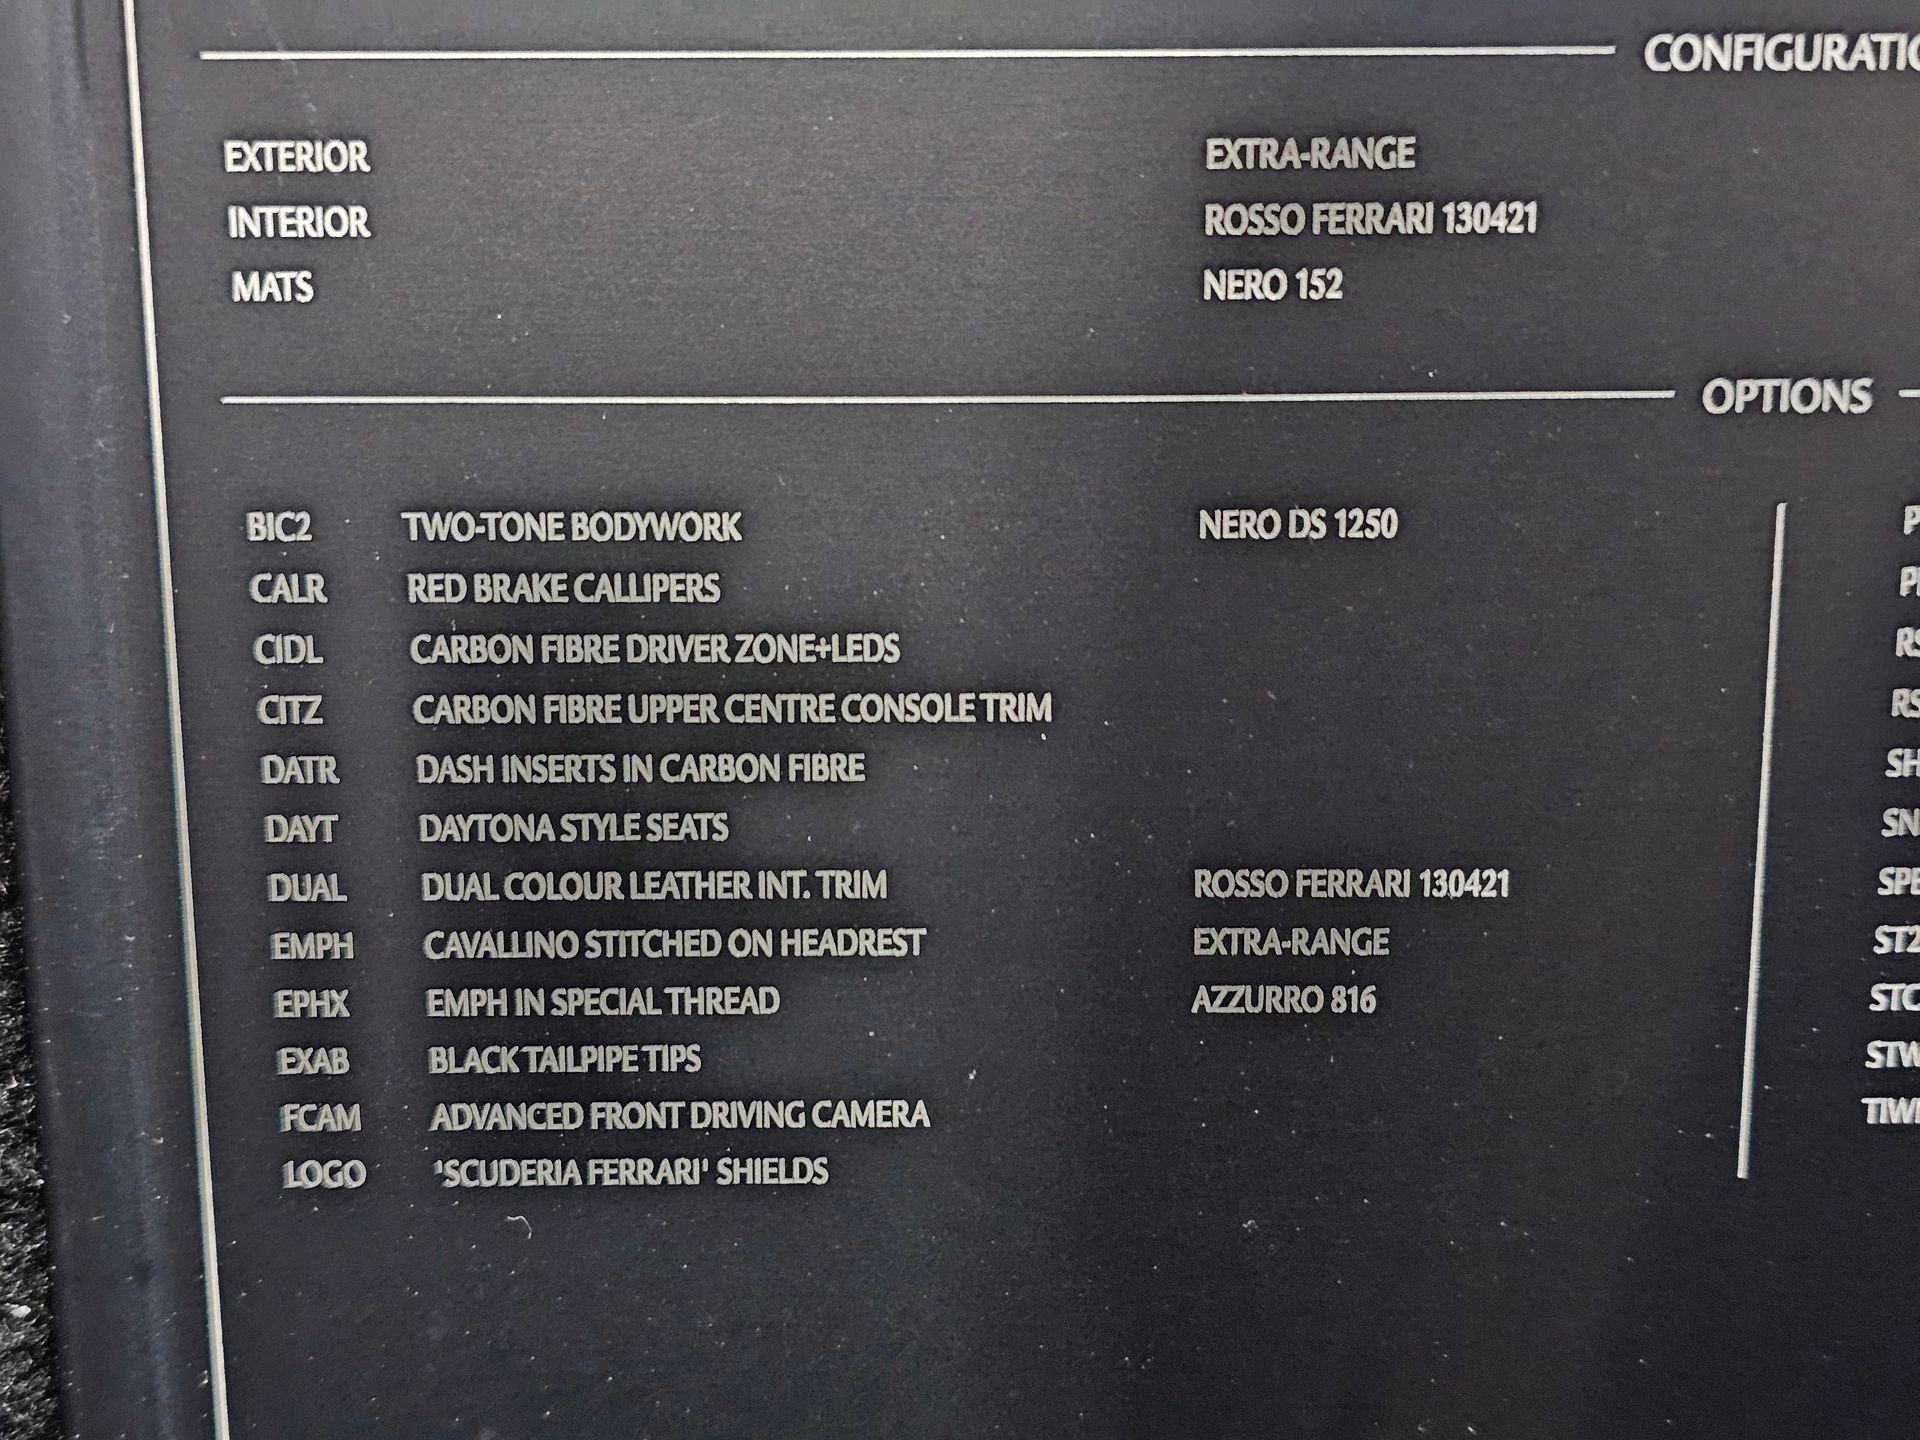 CONFIGURATIO
EXTERIOR EXTRA-RANGE
INTERIOR ROSSO FERRARI 130421
MATS NERO 152
OPTIONS
BIC2 TWO-TONE BODYWORK NERO DS 1250
CALR RED BRAKE CALLIPERS
CIDL CARBON FIBRE DRIVER ZONE+LEDS
CITZ CARBON FIBRE UPPER CENTRE CONSOLE TRIM
DATR DASH INSERTS IN CARBON FIBRE
DAYT DAYTONA STYLE SEATS
DUAL DUAL COLOUR LEATHER INT. TRIM ROSSO FERRARI 130421
EMPH CAVALLINO STITCHED ON HEADREST EXTRA-RANGE
EPHX EMPH IN SPECIAL THREAD AZZURRO 816
EXAB BLACK TAILPIPE TIPS
FCAM ADVANCED FRONT DRIVING CAMERA
LOGO 'SCUDERIA FERRARI' SHIELDS